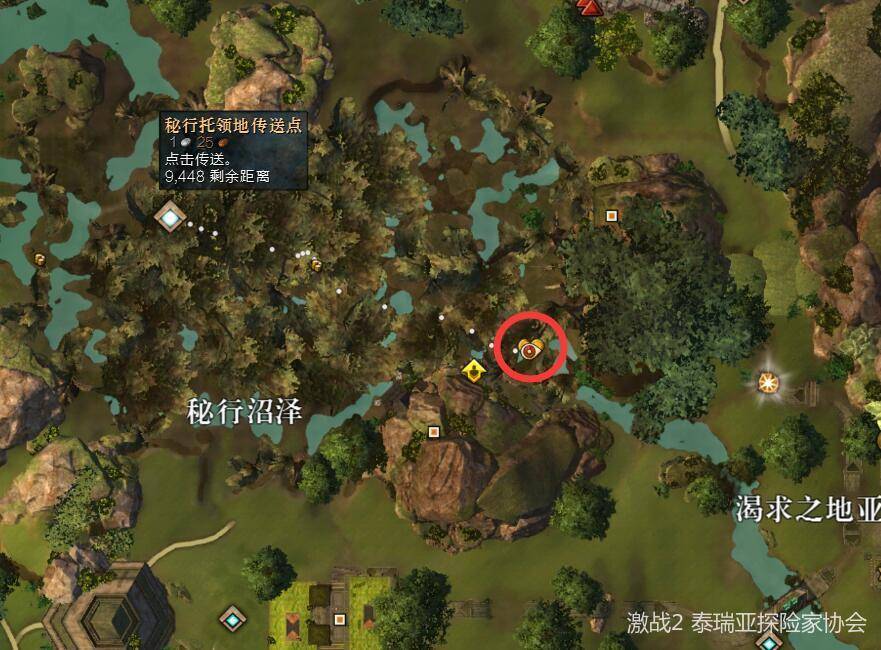 秘行托领地传送点
1 25
点击传送。
9,448 剩余距离
秘行沼泽
渴求之地亚
激战2 泰瑞亚探险家协会